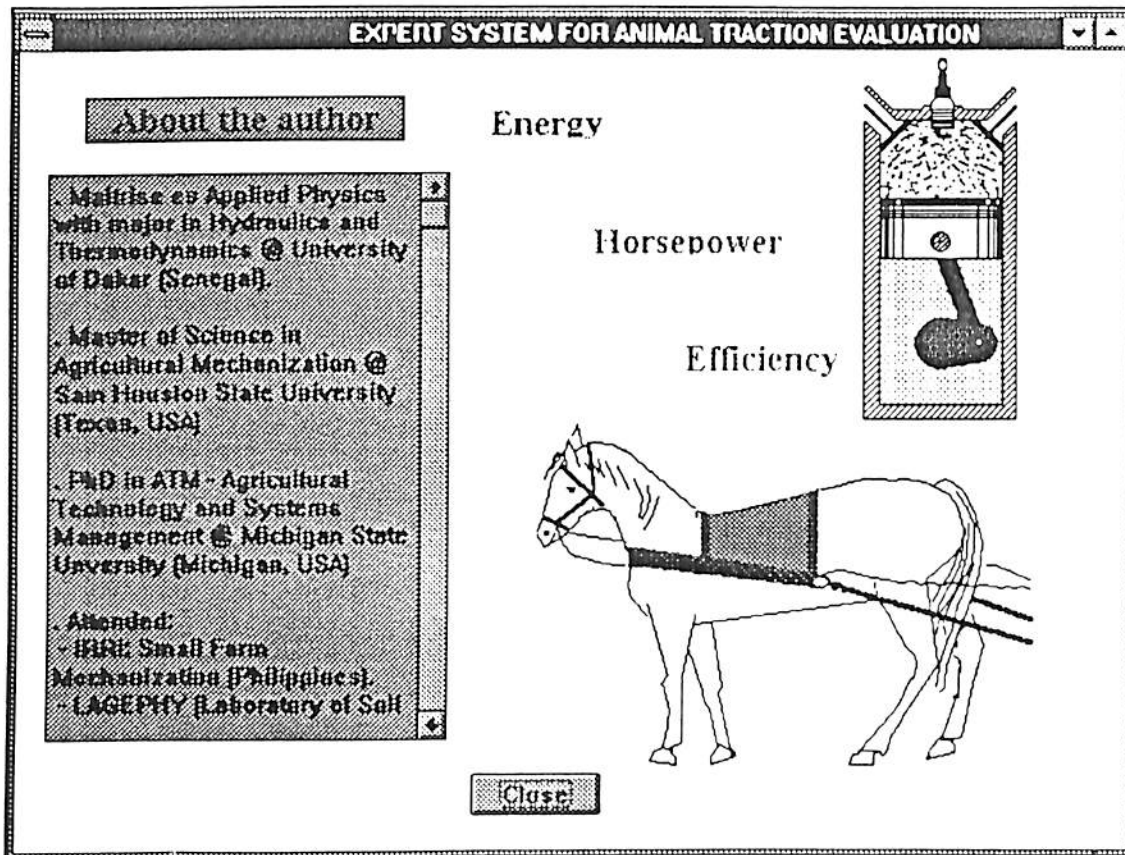 EXPERT SYSTEM FOR ANIMAL TRACTION EVALUATION
About the author
. Maitrise es Applied Physics
with major in Hydraulics and
Thermodynamics @ University
of Dakar (Senegal).
. Master of Science in
Agricultural Mechanization @
Sam Houston State University
(Texas, USA)
. PhD in ATM - Agricultural
Technology and Systems
Management @ Michigan State
Unversity (Michigan, USA)
. Attended:
- IRRI: Small Farm
Mechanization (Philippines).
- LAGEPHY (Laboratory of Soil
Energy
Horsepower
Efficiency
Close